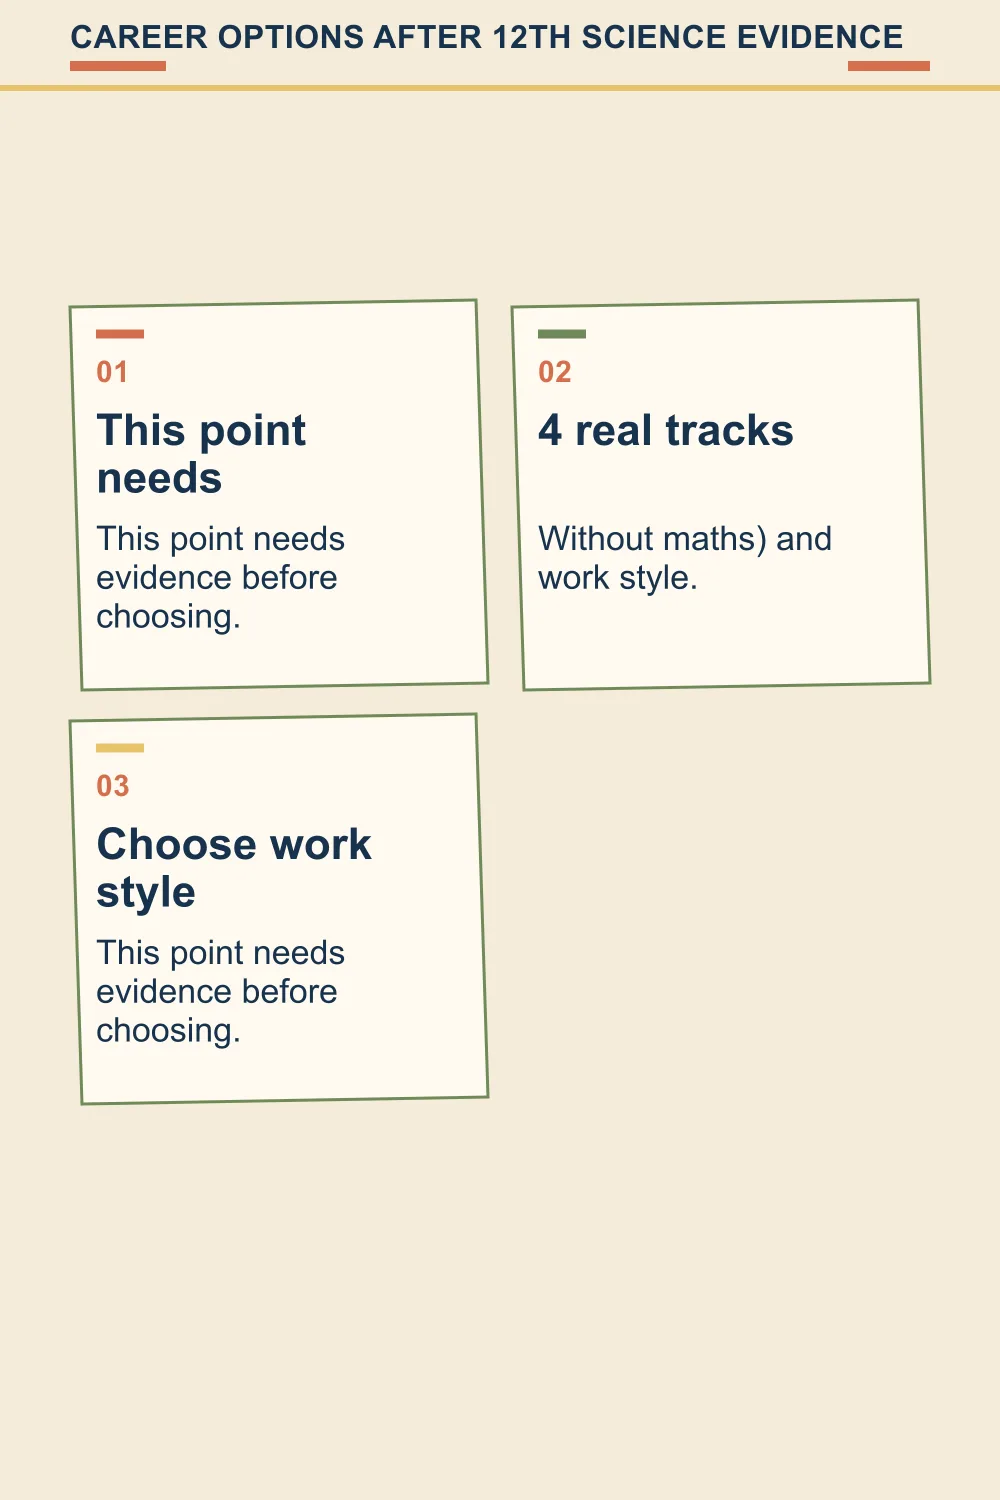 CAREER OPTIONS AFTER 12TH SCIENCE EVIDENCE
01
This point
needs
This point needs
evidence before
choosing.
02
4 real tracks
Without maths) and
work style.
03
Choose work
style
This point needs
evidence before
choosing.